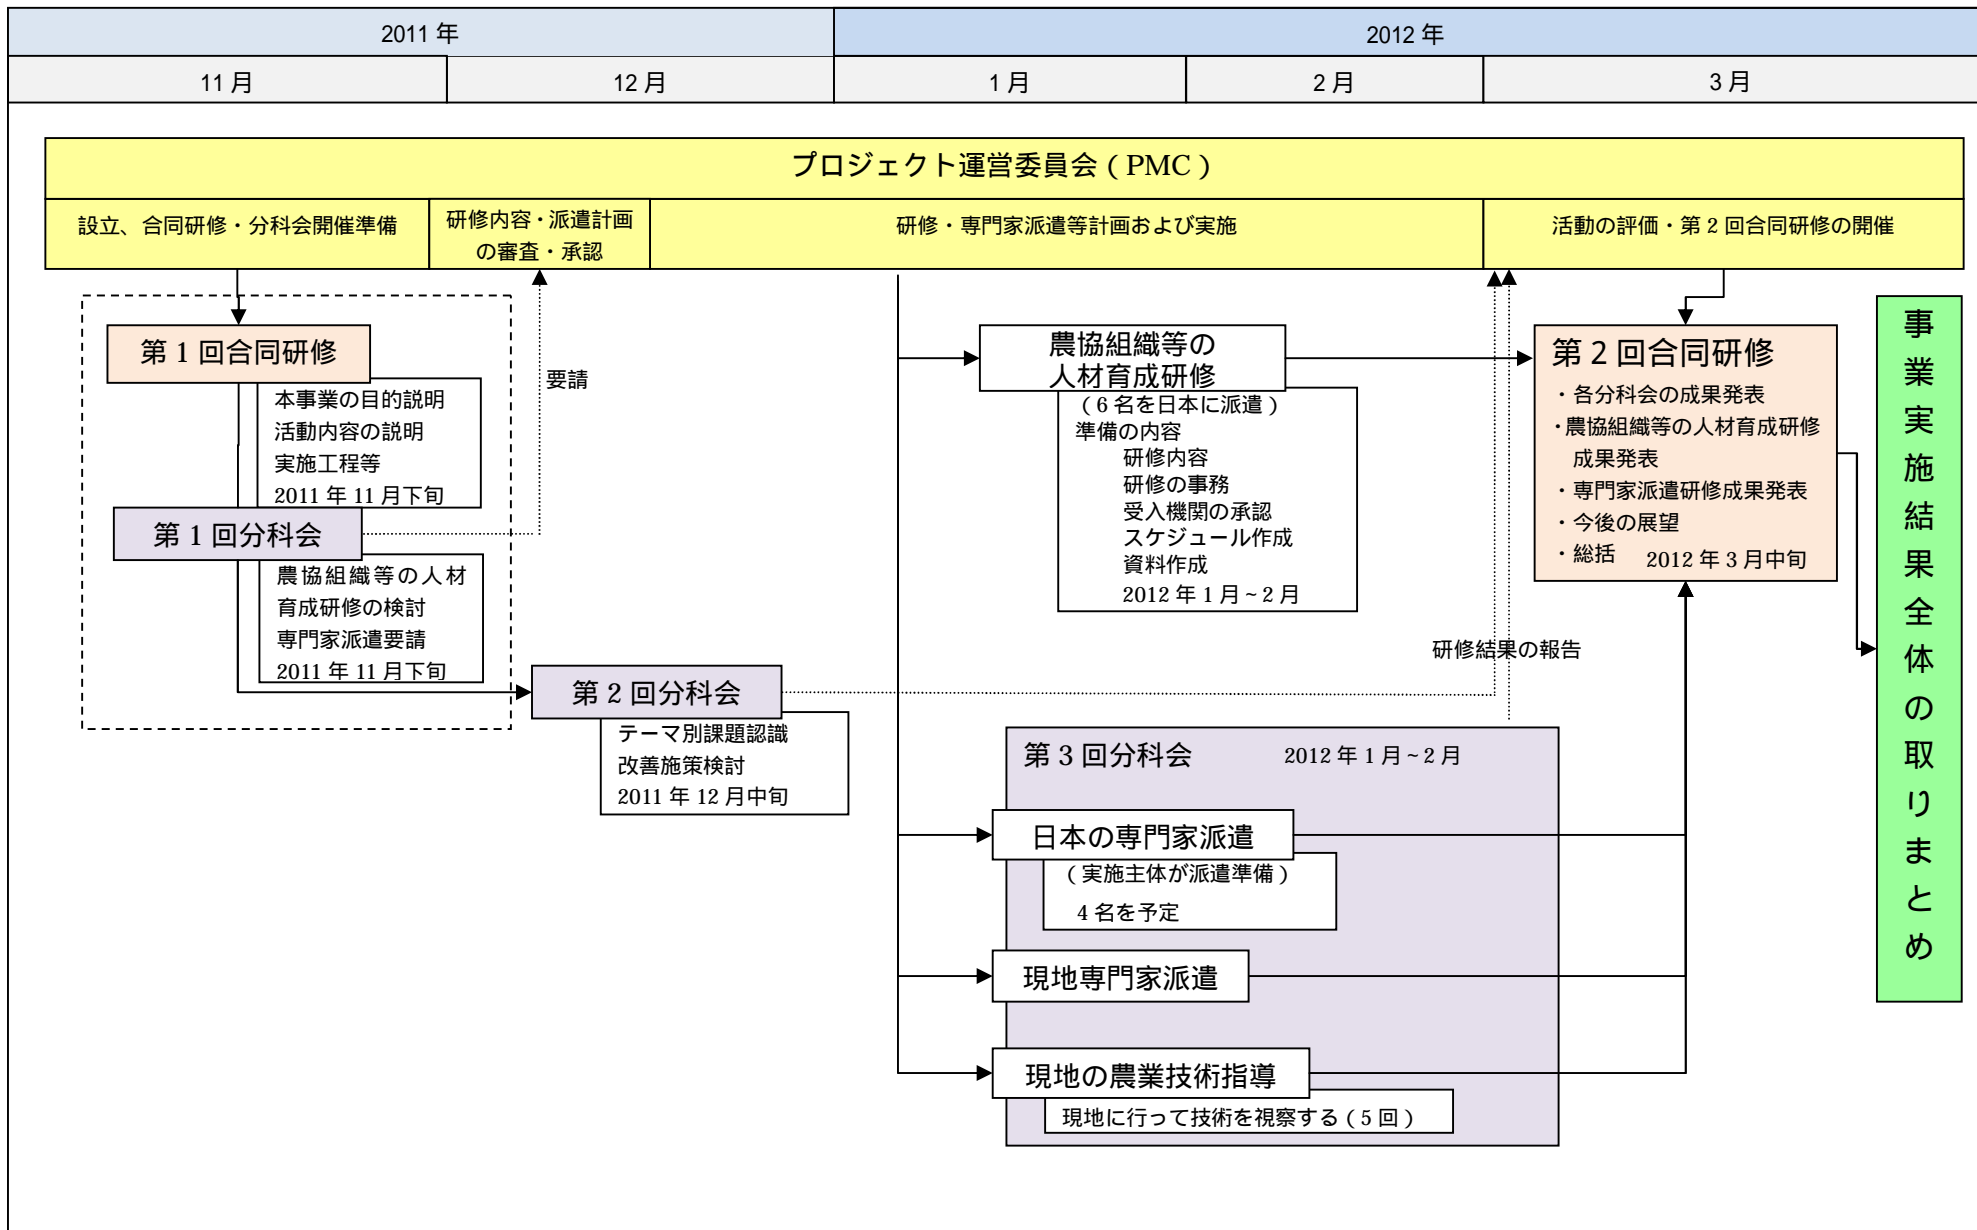 2011 年
2012 年
11 月
12 月
1 月
2 月
3 月
プロジェクト運営委員会 ( PMC )
設立、合同研修・分科会開催準備
研修内容・派遣計画
の審査・承認
研修・専門家派遣等計画および実施
活動の評価・第 2 回合同研修の開催
第 1 回合同研修
本事業の目的説明
活動内容の説明
実施工程等
2011 年 11 月下旬
第 1 回分科会
農協組織等の人材
育成研修の検討
専門家派遣要請
2011 年 11 月下旬
要請
第 2 回分科会
テーマ別課題認識
改善施策検討
2011 年 12 月中旬
農協組織等の
人材育成研修
( 6 名を日本に派遣 )
準備の内容
研修内容
研修の事務
受入機関の承認
スケジュール作成
資料作成
2012 年 1 月 ~ 2 月
研修結果の報告
第 3 回分科会 2012 年 1 月 ~ 2 月
日本の専門家派遣
( 実施主体が派遣準備 )
4 名を予定
現地専門家派遣
現地の農業技術指導
現地に行って技術を視察する ( 5 回 )
第 2 回合同研修
・各分科会の成果発表
・農協組織等の人材育成研修
成果発表
・専門家派遣研修成果発表
・今後の展望
・総括 2012 年 3 月中旬
事業実施結果全体の取りまとめ